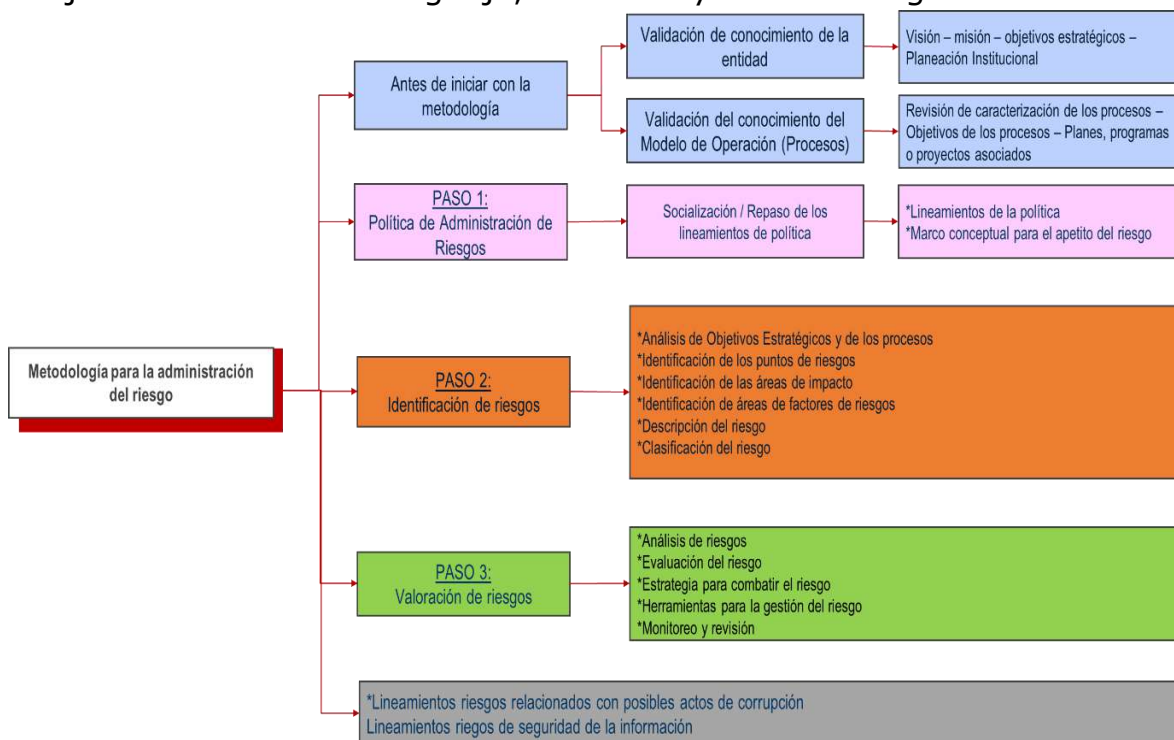 Validación de conocimiento de la
entidad
Visión – misión – objetivos estratégicos –
Planeación Institucional
Antes de iniciar con la
metodología
Validación del conocimiento del
Modelo de Operación (Procesos)
Revisión de caracterización de los procesos –
Objetivos de los procesos – Planes, programas
o proyectos asociados
PASO 1:
Política de Administración de
Riesgos
Socialización / Repaso de los
lineamientos de política
*Lineamientos de la política
*Marco conceptual para el apetito del riesgo
Metodología para la administración
del riesgo
PASO 2:
Identificación de riesgos
*Análisis de Objetivos Estratégicos y de los procesos
*Identificación de los puntos de riesgos
*Identificación de las áreas de impacto
*Identificación de áreas de factores de riesgos
*Descripción del riesgo
*Clasificación del riesgo
PASO 3:
Valoración de riesgos
*Análisis de riesgos
*Evaluación del riesgo
*Estrategia para combatir el riesgo
*Herramientas para la gestión del riesgo
*Monitoreo y revisión
*Lineamientos riesgos relacionados con posibles actos de corrupción
Lineamientos riegos de seguridad de la información